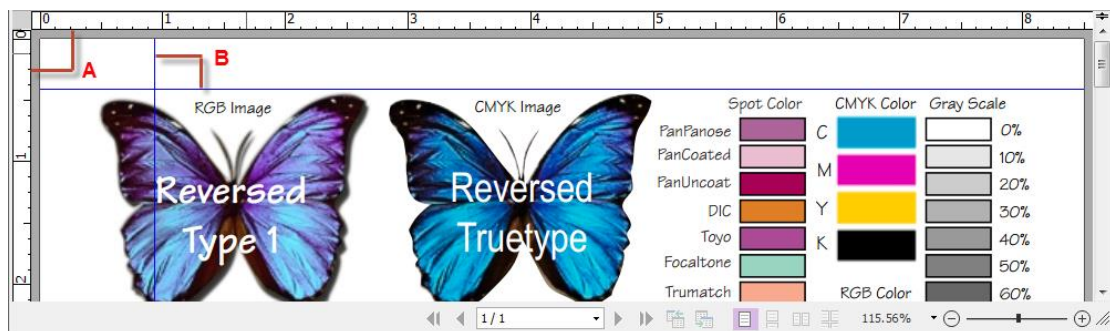 0 1 2 3 4 5 6 7 8
0
A
B
RGB Image
CMYK Image
Spot Color
CMYK Color
Gray Scale
PanPanose
C
0%
PanCoated
10%
M
PanUncoat
20%
Reversed
Reversed
DIC
Y
30%
Type 1
Truetype
Toyo
K
40%
1
Focaltone
50%
2
Trumatch
RGB Color
60%
1 / 1
115.56%